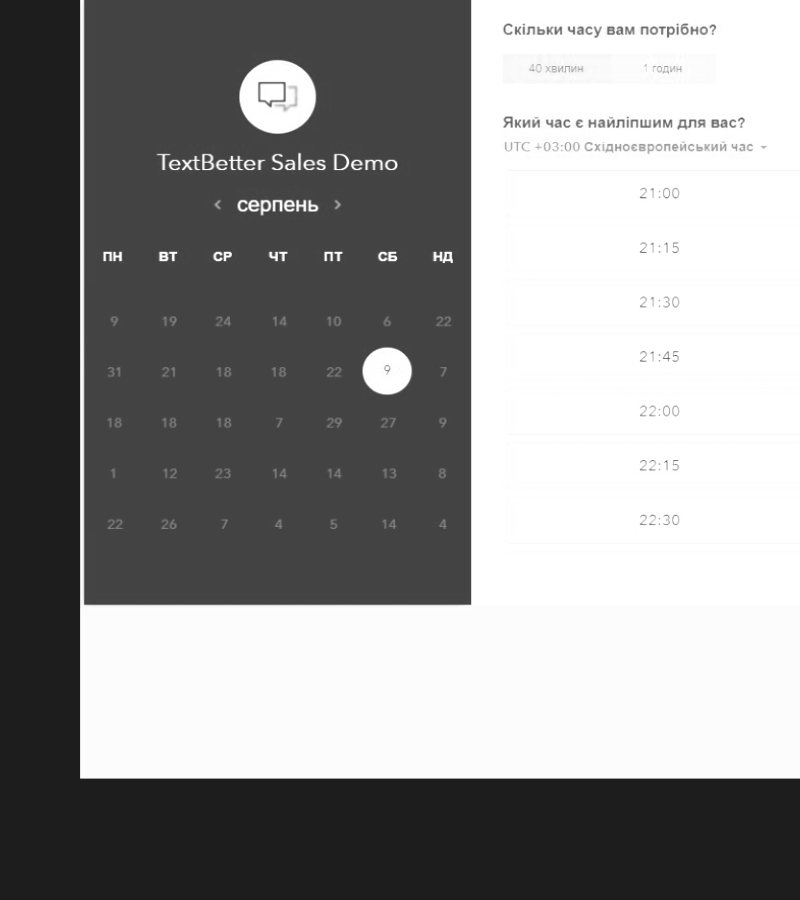 TextBetter Sales Demo
‹ серпень ›
ПН ВТ СР ЧТ ПТ СБ НД
9 19 24 14 10 6 22
31 21 18 18 22 9 7
18 18 18 7 29 27 9
1 12 23 14 14 13 8
22 26 7 4 5 14 4
Скільки часу вам потрібно?
40 хвилин 1 годин
Який час є найліпшим для вас?
UTC +03:00 Східноєвропейський час
21:00
21:15
21:30
21:45
22:00
22:15
22:30